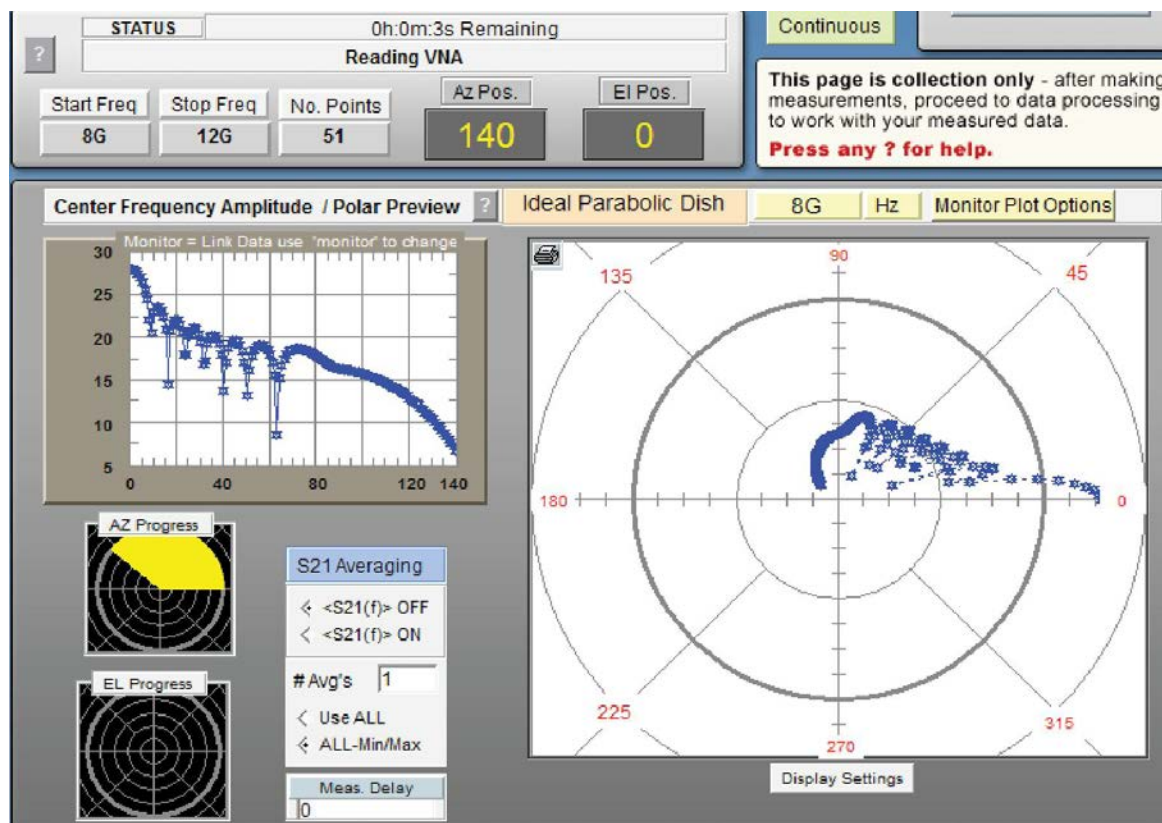 STATUS 0h:0m:3s Remaining
Continuous
?
Reading VNA
Start Freq Stop Freq No. Points Az Pos. El Pos.
8G 12G 51 140 0
This page is collection only - after making
measurements, proceed to data processing
to work with your measured data.
Press any ? for help.
Center Frequency Amplitude / Polar Preview ? Ideal Parabolic Dish 8G Hz Monitor Plot Options
Monitor = Link Data use 'monitor' to change
30
25
20
15
10
5
0 40 80 120 140
90
135 45
180 0
225 315
270
AZ Progress
EL Progress
S21 Averaging
<S21(f)> OFF
<S21(f)> ON
# Avg's 1
Use ALL
ALL-Min/Max
Meas. Delay
0
Display Settings